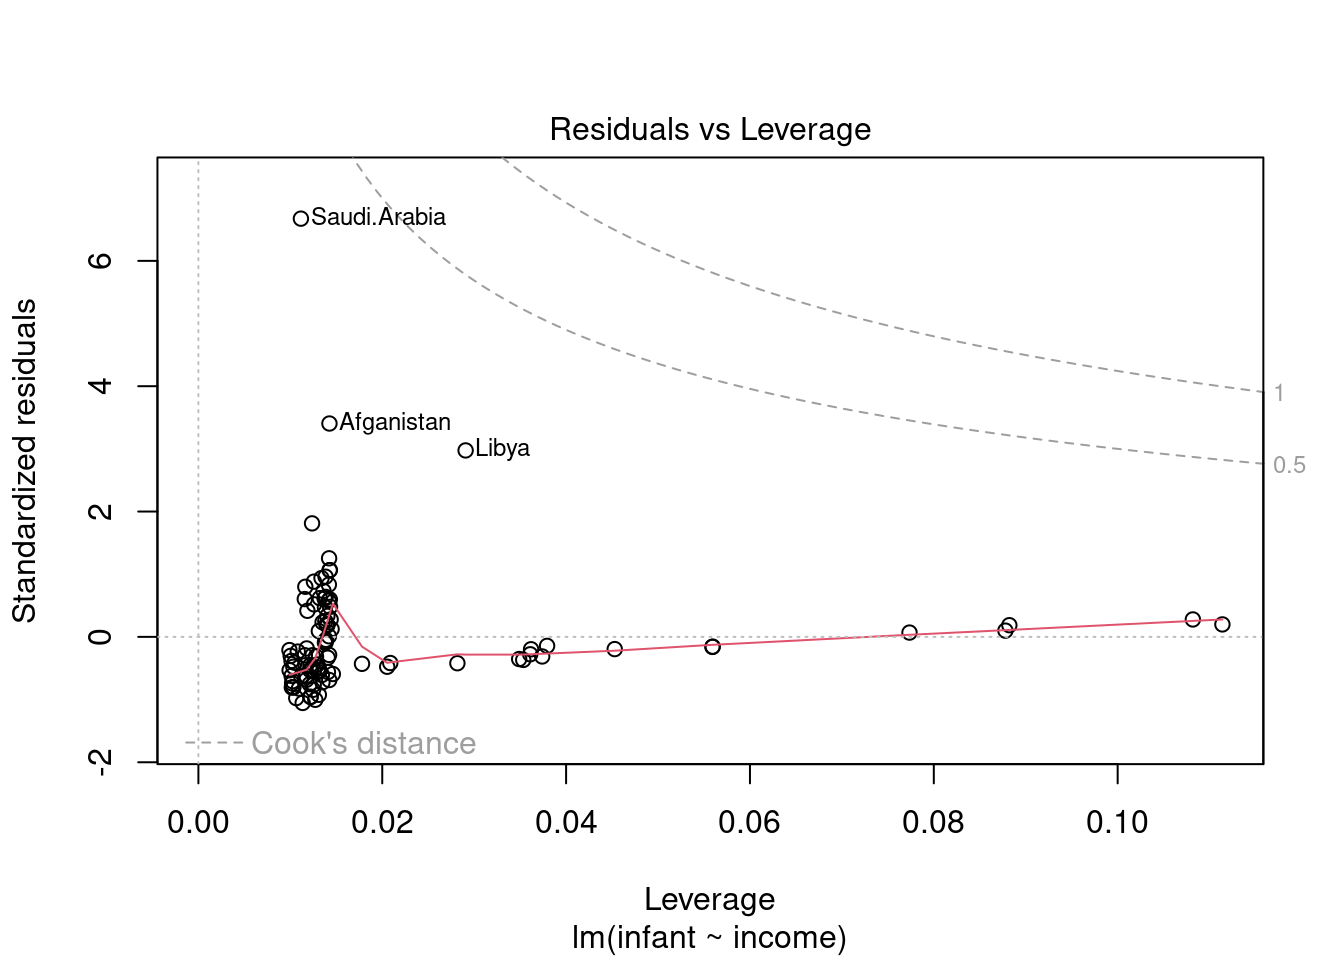 Residuals vs Leverage
Saudi.Arabia
Afganistan
Libya
1
0.5
Standardized residuals
6
4
2
0
-2
Cook's distance
0.00 0.02 0.04 0.06 0.08 0.10
Leverage
lm(infant ~ income)